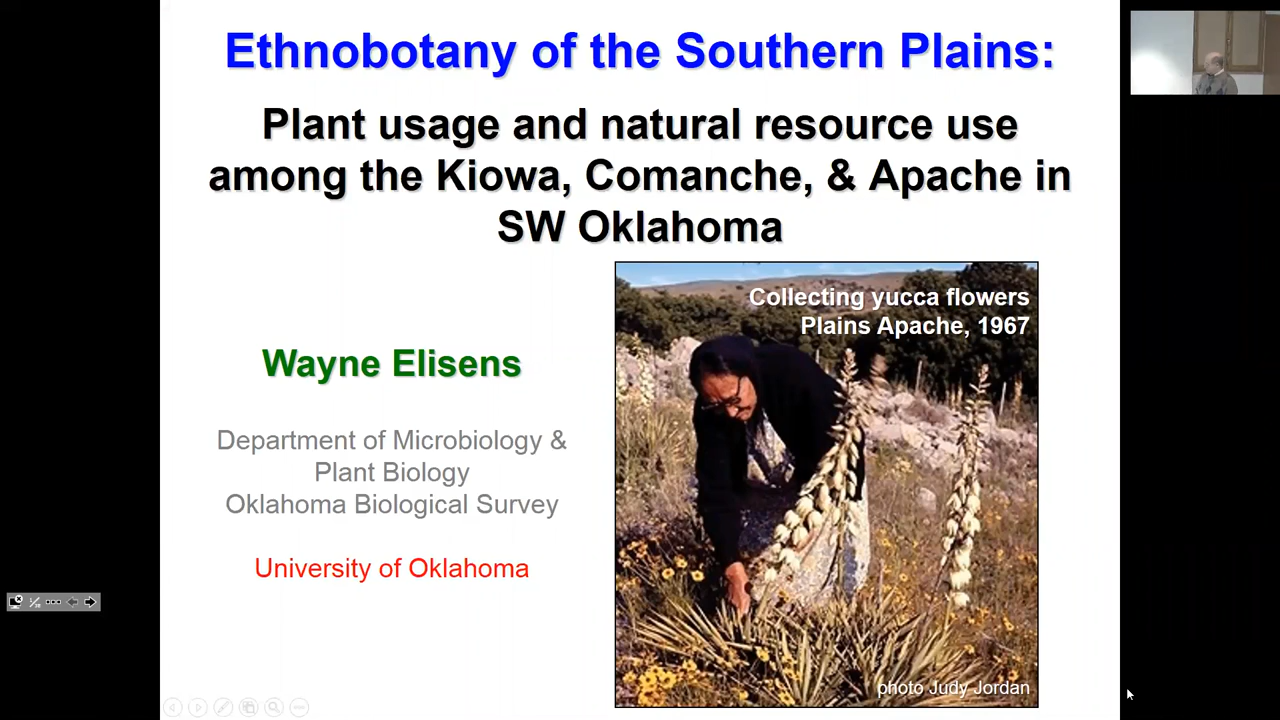 Ethnobotany of the Southern Plains:
Plant usage and natural resource use
among the Kiowa, Comanche, & Apache in
SW Oklahoma
Collecting yucca flowers
Plains Apache, 1967
Wayne Elisens
Department of Microbiology &
Plant Biology
Oklahoma Biological Survey
University of Oklahoma
photo Judy Jordan